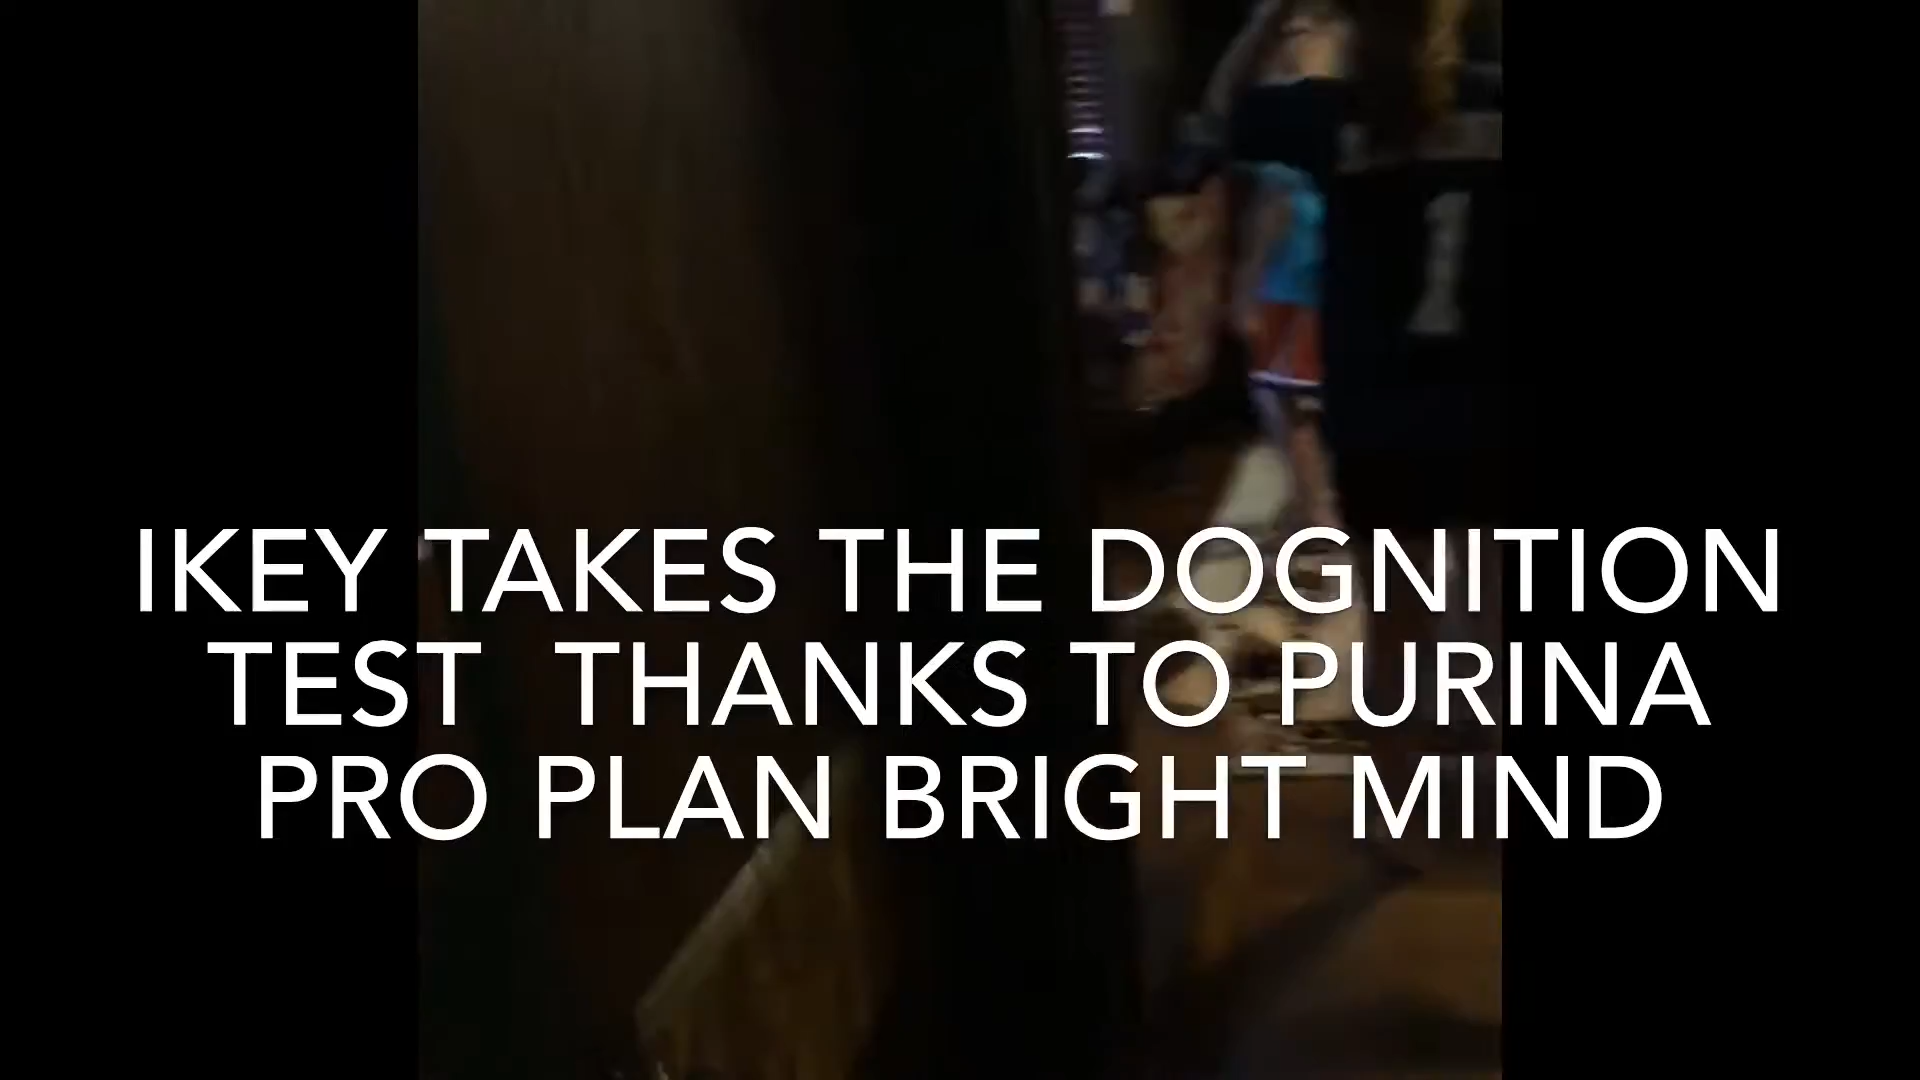 IKEY TAKES THE DOGNITION
TEST  THANKS TO PURINA
PRO PLAN BRIGHT MIND